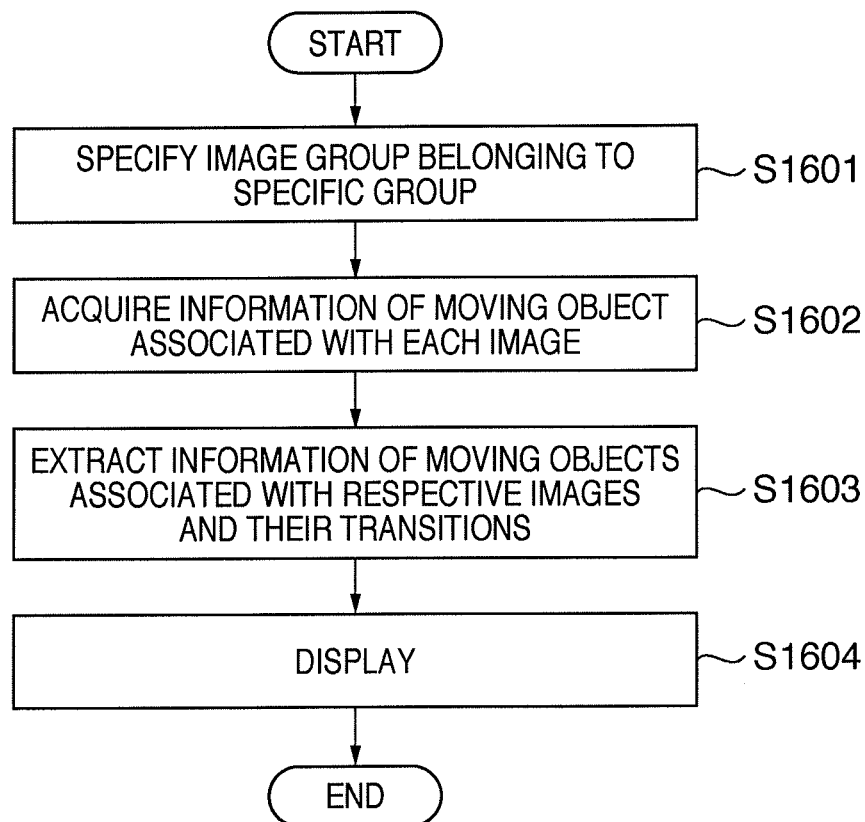 START
SPECIFY IMAGE GROUP BELONGING TO
SPECIFIC GROUP
S1601
ACQUIRE INFORMATION OF MOVING OBJECT
ASSOCIATED WITH EACH IMAGE
S1602
EXTRACT INFORMATION OF MOVING OBJECTS
ASSOCIATED WITH RESPECTIVE IMAGES
AND THEIR TRANSITIONS
S1603
DISPLAY
S1604
END